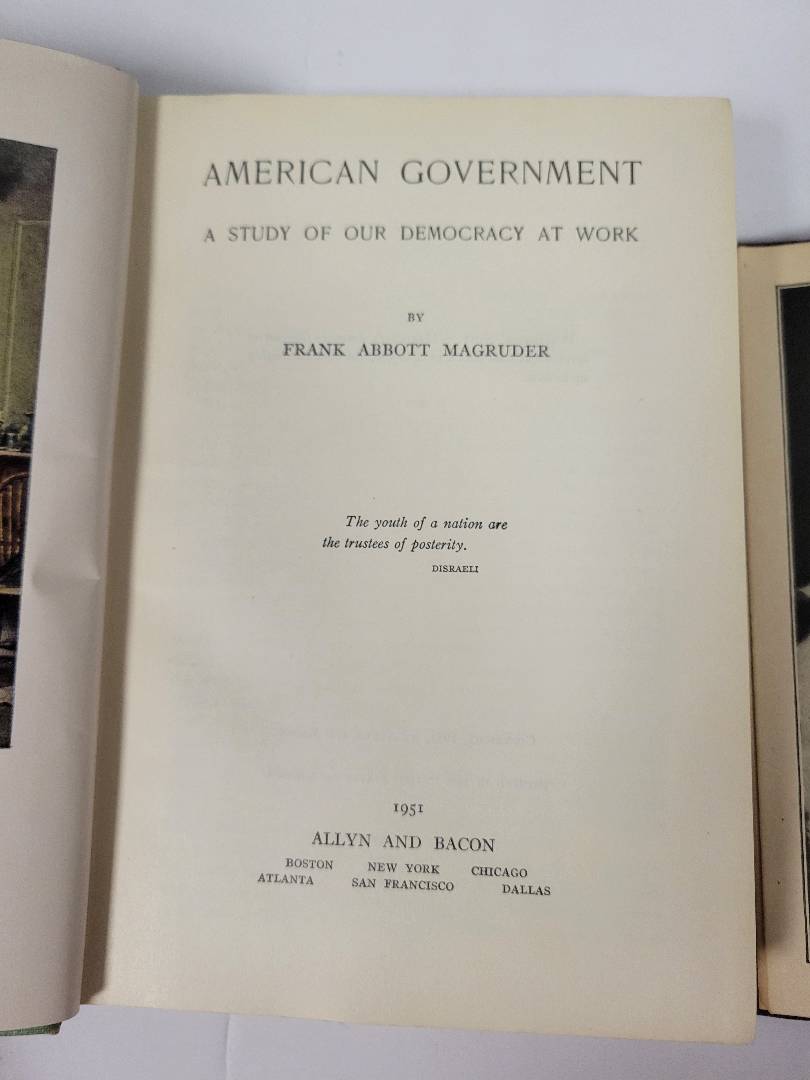 AMERICAN GOVERNMENT
A STUDY OF OUR DEMOCRACY AT WORK
BY
FRANK ABBOTT MAGRUDER
The youth of a nation are
the trustees of posterity.
DISRAELI
1951
ALLYN AND BACON
BOSTON NEW YORK CHICAGO
ATLANTA SAN FRANCISCO DALLAS